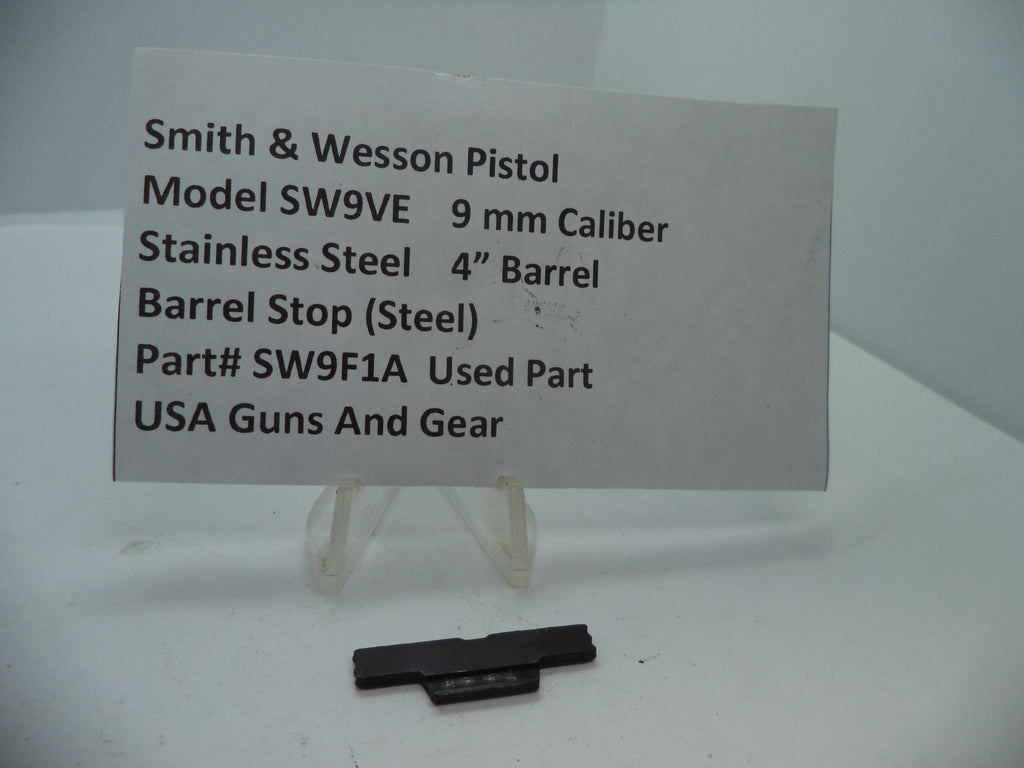 Smith & Wesson Pistol
Model SW9VE 9 mm Caliber
Stainless Steel 4” Barrel
Barrel Stop (Steel)
Part# SW9F1A Used Part
USA Guns And Gear